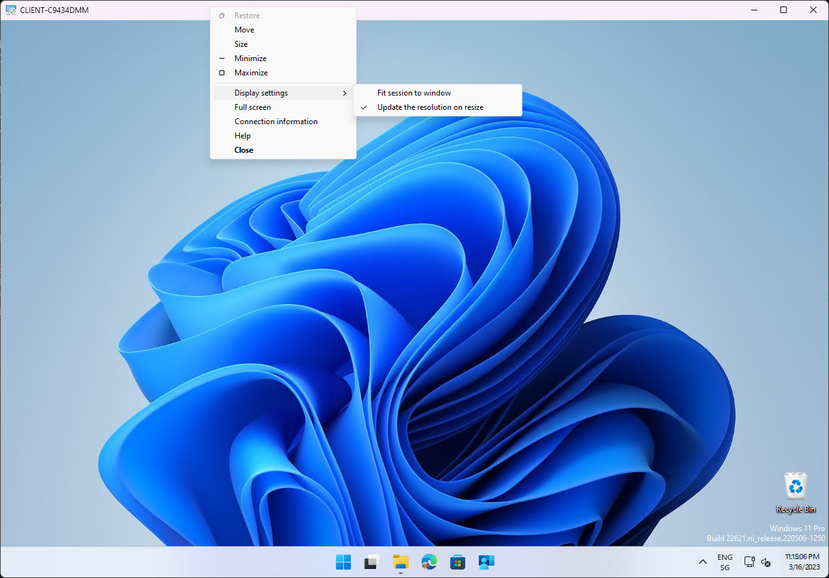 CLIENT-C9434DMM
Restore
Move
Size
Minimize
Maximize
Display settings
Fit session to window
Update the resolution on resize
Full screen
Connection information
Help
Close
Recycle Bin
Windows 11 Pro
Build 22621.ni_release.220506-1250
ENG
SG
11:18:06 PM
3/16/2023